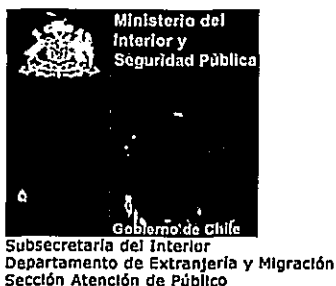 Ministerio del
Interior y
Seguridad Pública
Gobierno de Chile
Subsecretaría del Interior
Departamento de Extranjería y Migración
Sección Atención de Público